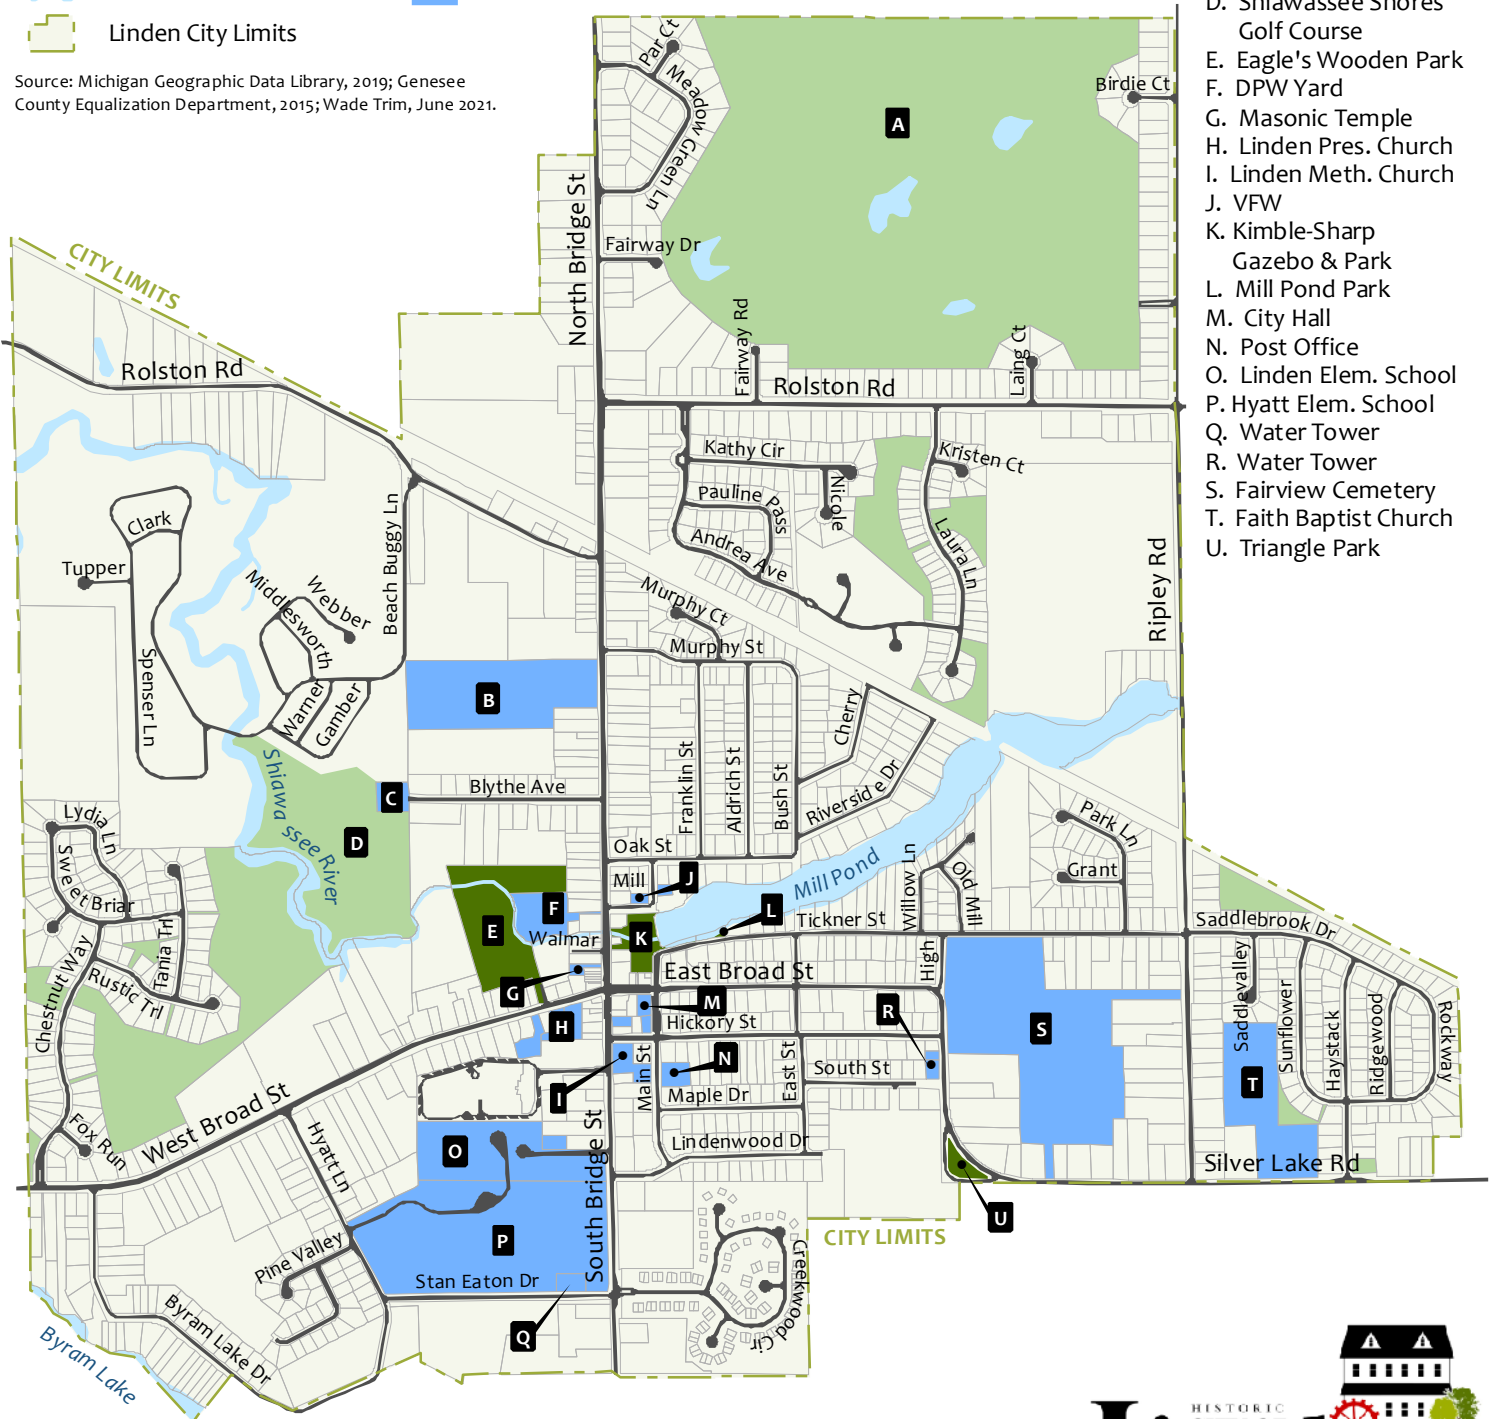 Linden City Limits
Source: Michigan Geographic Data Library, 2019; Genesee
County Equalization Department, 2015; Wade Trim, June 2021.
D. Shiawassee Shores
Golf Course
E. Eagle's Wooden Park
F. DPW Yard
G. Masonic Temple
H. Linden Pres. Church
I. Linden Meth. Church
J. VFW
K. Kimble-Sharp
Gazebo & Park
L. Mill Pond Park
M. City Hall
N. Post Office
O. Linden Elem. School
P. Hyatt Elem. School
Q. Water Tower
R. Water Tower
S. Fairview Cemetery
T. Faith Baptist Church
U. Triangle Park
Par Ct
Meadow Green Ln
Birdie Ct
A
North Bridge St
Fairway Dr
CITY LIMITS
Fairway Rd
Laing Ct
Rolston Rd
Rolston Rd
Kathy Cir
Kristen Ct
Nicole
Pauline Pass
Andrea Ave
Laura Ln
Clark
Beach Buggy Ln
Tupper
Middlesworth
Webber
Ripley Rd
Murphy Ct
Murphy St
Spenser Ln
Warner
Gamber
B
Cherry
Shiawassee River
Franklin St
Aldrich St
Bush St
Riverside Dr
C
Blythe Ave
D
Lydia Ln
Park Ln
Oak St
Sweet Briar
Mill
J
Mill Pond
Willow Ln
Old Mill
Grant
E
F
L
Tickner St
Saddlebrook Dr
Walmar
K
Chestnut Way
Tania Trl
Rustic Trl
East Broad St
High
G
M
Hickory St
R
S
Saddlevalley
Sunflower
Haystack
Ridgewood
Rockway
H
N
I
Main St
Maple Dr
East St
South St
T
West Broad St
Fox Run
Hyatt Ln
O
Lindenwood Dr
Silver Lake Rd
South Bridge St
U
CITY LIMITS
P
Pine Valley
Stan Eaton Dr
Creekwood Cir
Byram Lake Dr
Byram Lake
Q
HISTORIC